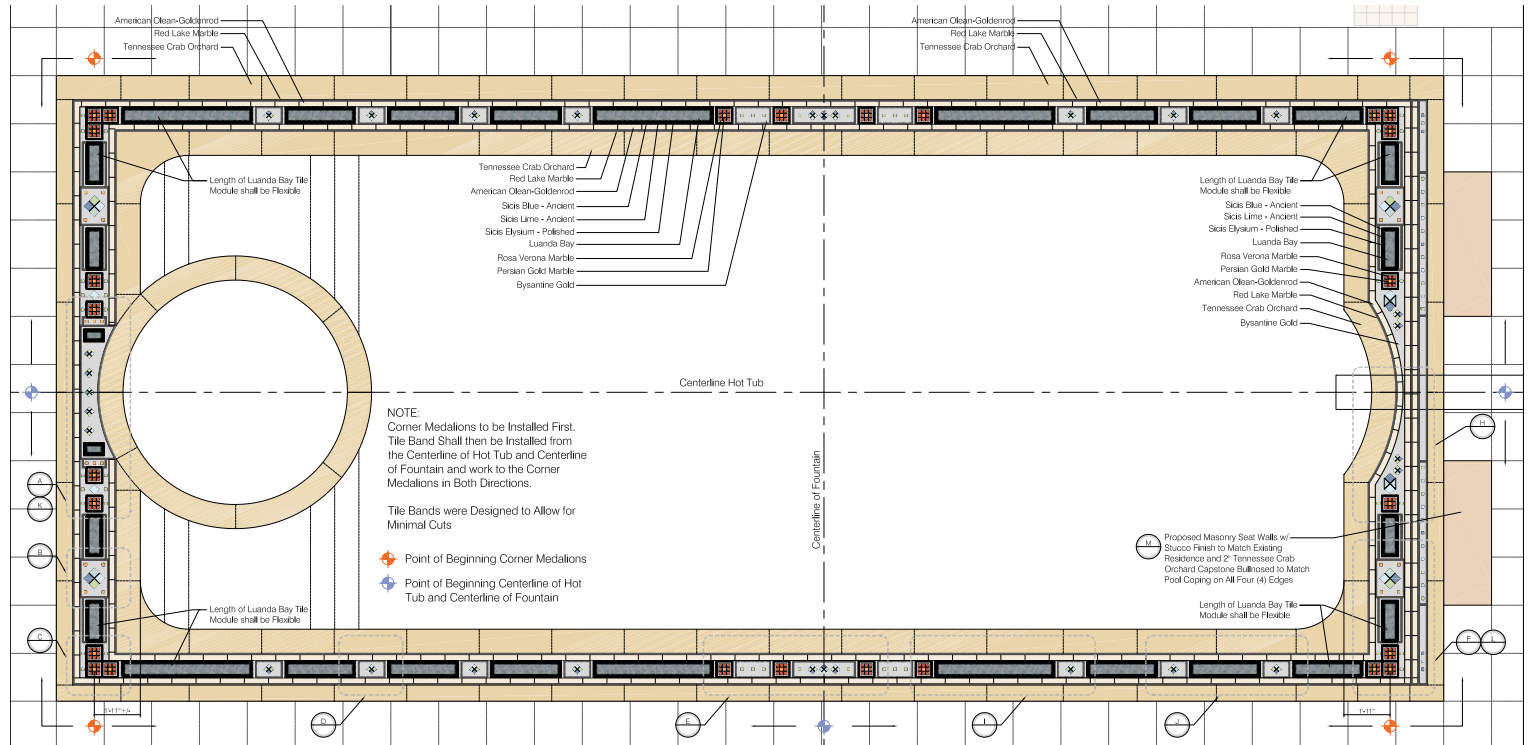 American Olean-Goldenrod
Red Lake Marble
Tennessee Crab Orchard
American Olean-Goldenrod
Red Lake Marble
Tennessee Crab Orchard
Length of Luanda Bay Tile
Module shall be Flexible
Tennessee Crab Orchard
Red Lake Marble
American Olean-Goldenrod
Sicis Blue - Ancient
Sicis Lime - Ancient
Sicis Elysium - Polished
Luanda Bay
Rosa Verona Marble
Persian Gold Marble
Bysantine Gold
Length of Luanda Bay Tile
Module shall be Flexible
Sicis Blue - Ancient
Sicis Lime - Ancient
Sicis Elysium - Polished
Luanda Bay
Rosa Verona Marble
Persian Gold Marble
American Olean-Goldenrod
Red Lake Marble
Tennessee Crab Orchard
Bysantine Gold
Centerline Hot Tub
Centerline of Fountain
NOTE:
Corner Medalions to be Installed First.
Tile Band Shall then be Installed from
the Centerline of Hot Tub and Centerline
of Fountain and work to the Corner
Medalions in Both Directions.
Tile Bands were Designed to Allow for
Minimal Cuts
Point of Beginning Corner Medalions
Point of Beginning Centerline of Hot
Tub and Centerline of Fountain
H
A
K
B
C
M
Proposed Masonry Seat Walls w/
Stucco Finish to Match Existing
Residence and 2" Tennessee Crab
Orchard Capstone Bullnosed to Match
Pool Coping on All Four (4) Edges
Length of Luanda Bay Tile
Module shall be Flexible
Length of Luanda Bay Tile
Module shall be Flexible
F
L
1'-11" +/-
1'-11"
D
E
I
J